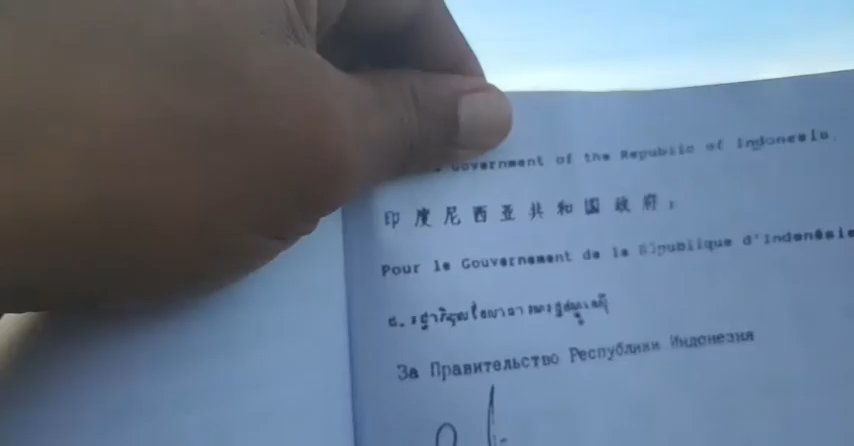 Government of the Republic of Indonesia
印度尼西亚共和国政府：
Pour le Gouvernement de la République d'Indonésie
За Правительство Республики Индонезия